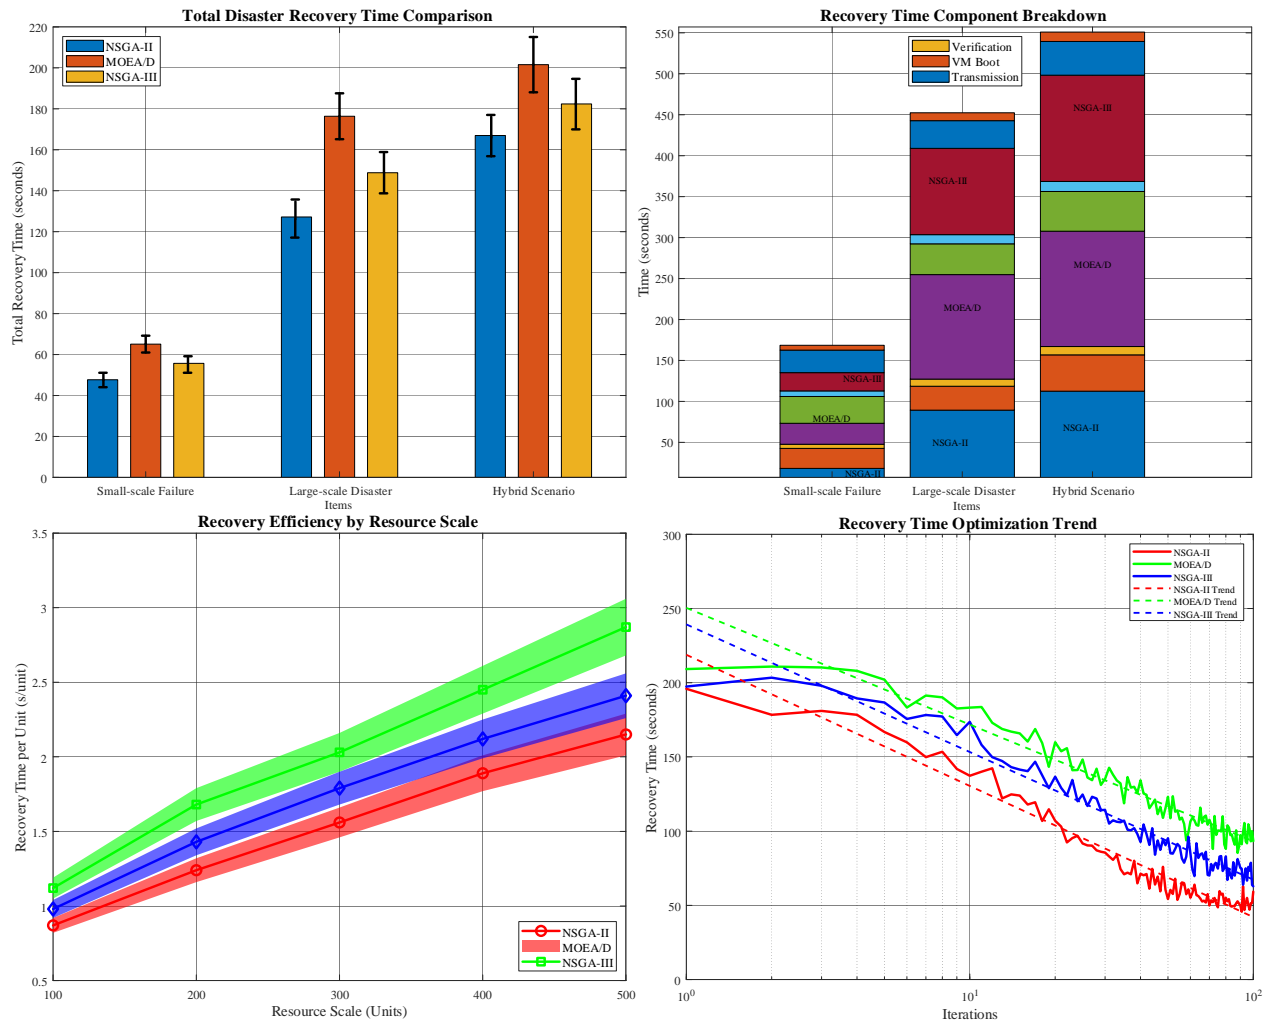 Total Disaster Recovery Time Comparison
220
200
180
160
140
120
100
80
60
40
20
0
Total Recovery Time (seconds)
NSGA-II
MOEA/D
NSGA-III
Small-scale Failure
Large-scale Disaster
Hybrid Scenario
Items
Recovery Time Component Breakdown
550
500
450
400
350
300
250
200
150
100
50
Time (seconds)
Verification
VM Boot
Transmission
NSGA-III
MOEA/D
NSGA-II
NSGA-III
MOEA/D
NSGA-II
NSGA-III
MOEA/D
NSGA-II
Small-scale Failure
Large-scale Disaster
Hybrid Scenario
Items
Recovery Efficiency by Resource Scale
3.5
3
2.5
2
1.5
1
0.5
Recovery Time per Unit (s/unit)
NSGA-II
MOEA/D
NSGA-III
100
200
300
400
500
Resource Scale (Units)
Recovery Time Optimization Trend
300
250
200
150
100
50
0
Recovery Time (seconds)
NSGA-II
MOEA/D
NSGA-III
NSGA-II Trend
MOEA/D Trend
NSGA-III Trend
10^0
10^1
10^2
Iterations